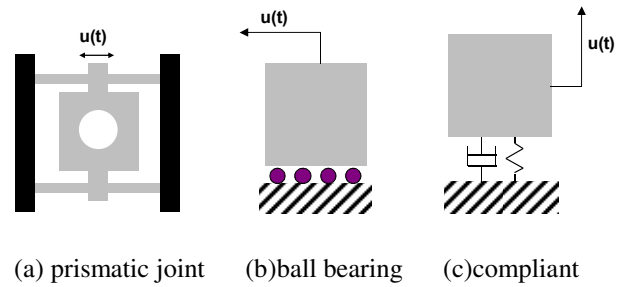 u(t)
u(t)
u(t)
(a) prismatic joint
(b)ball bearing
(c)compliant